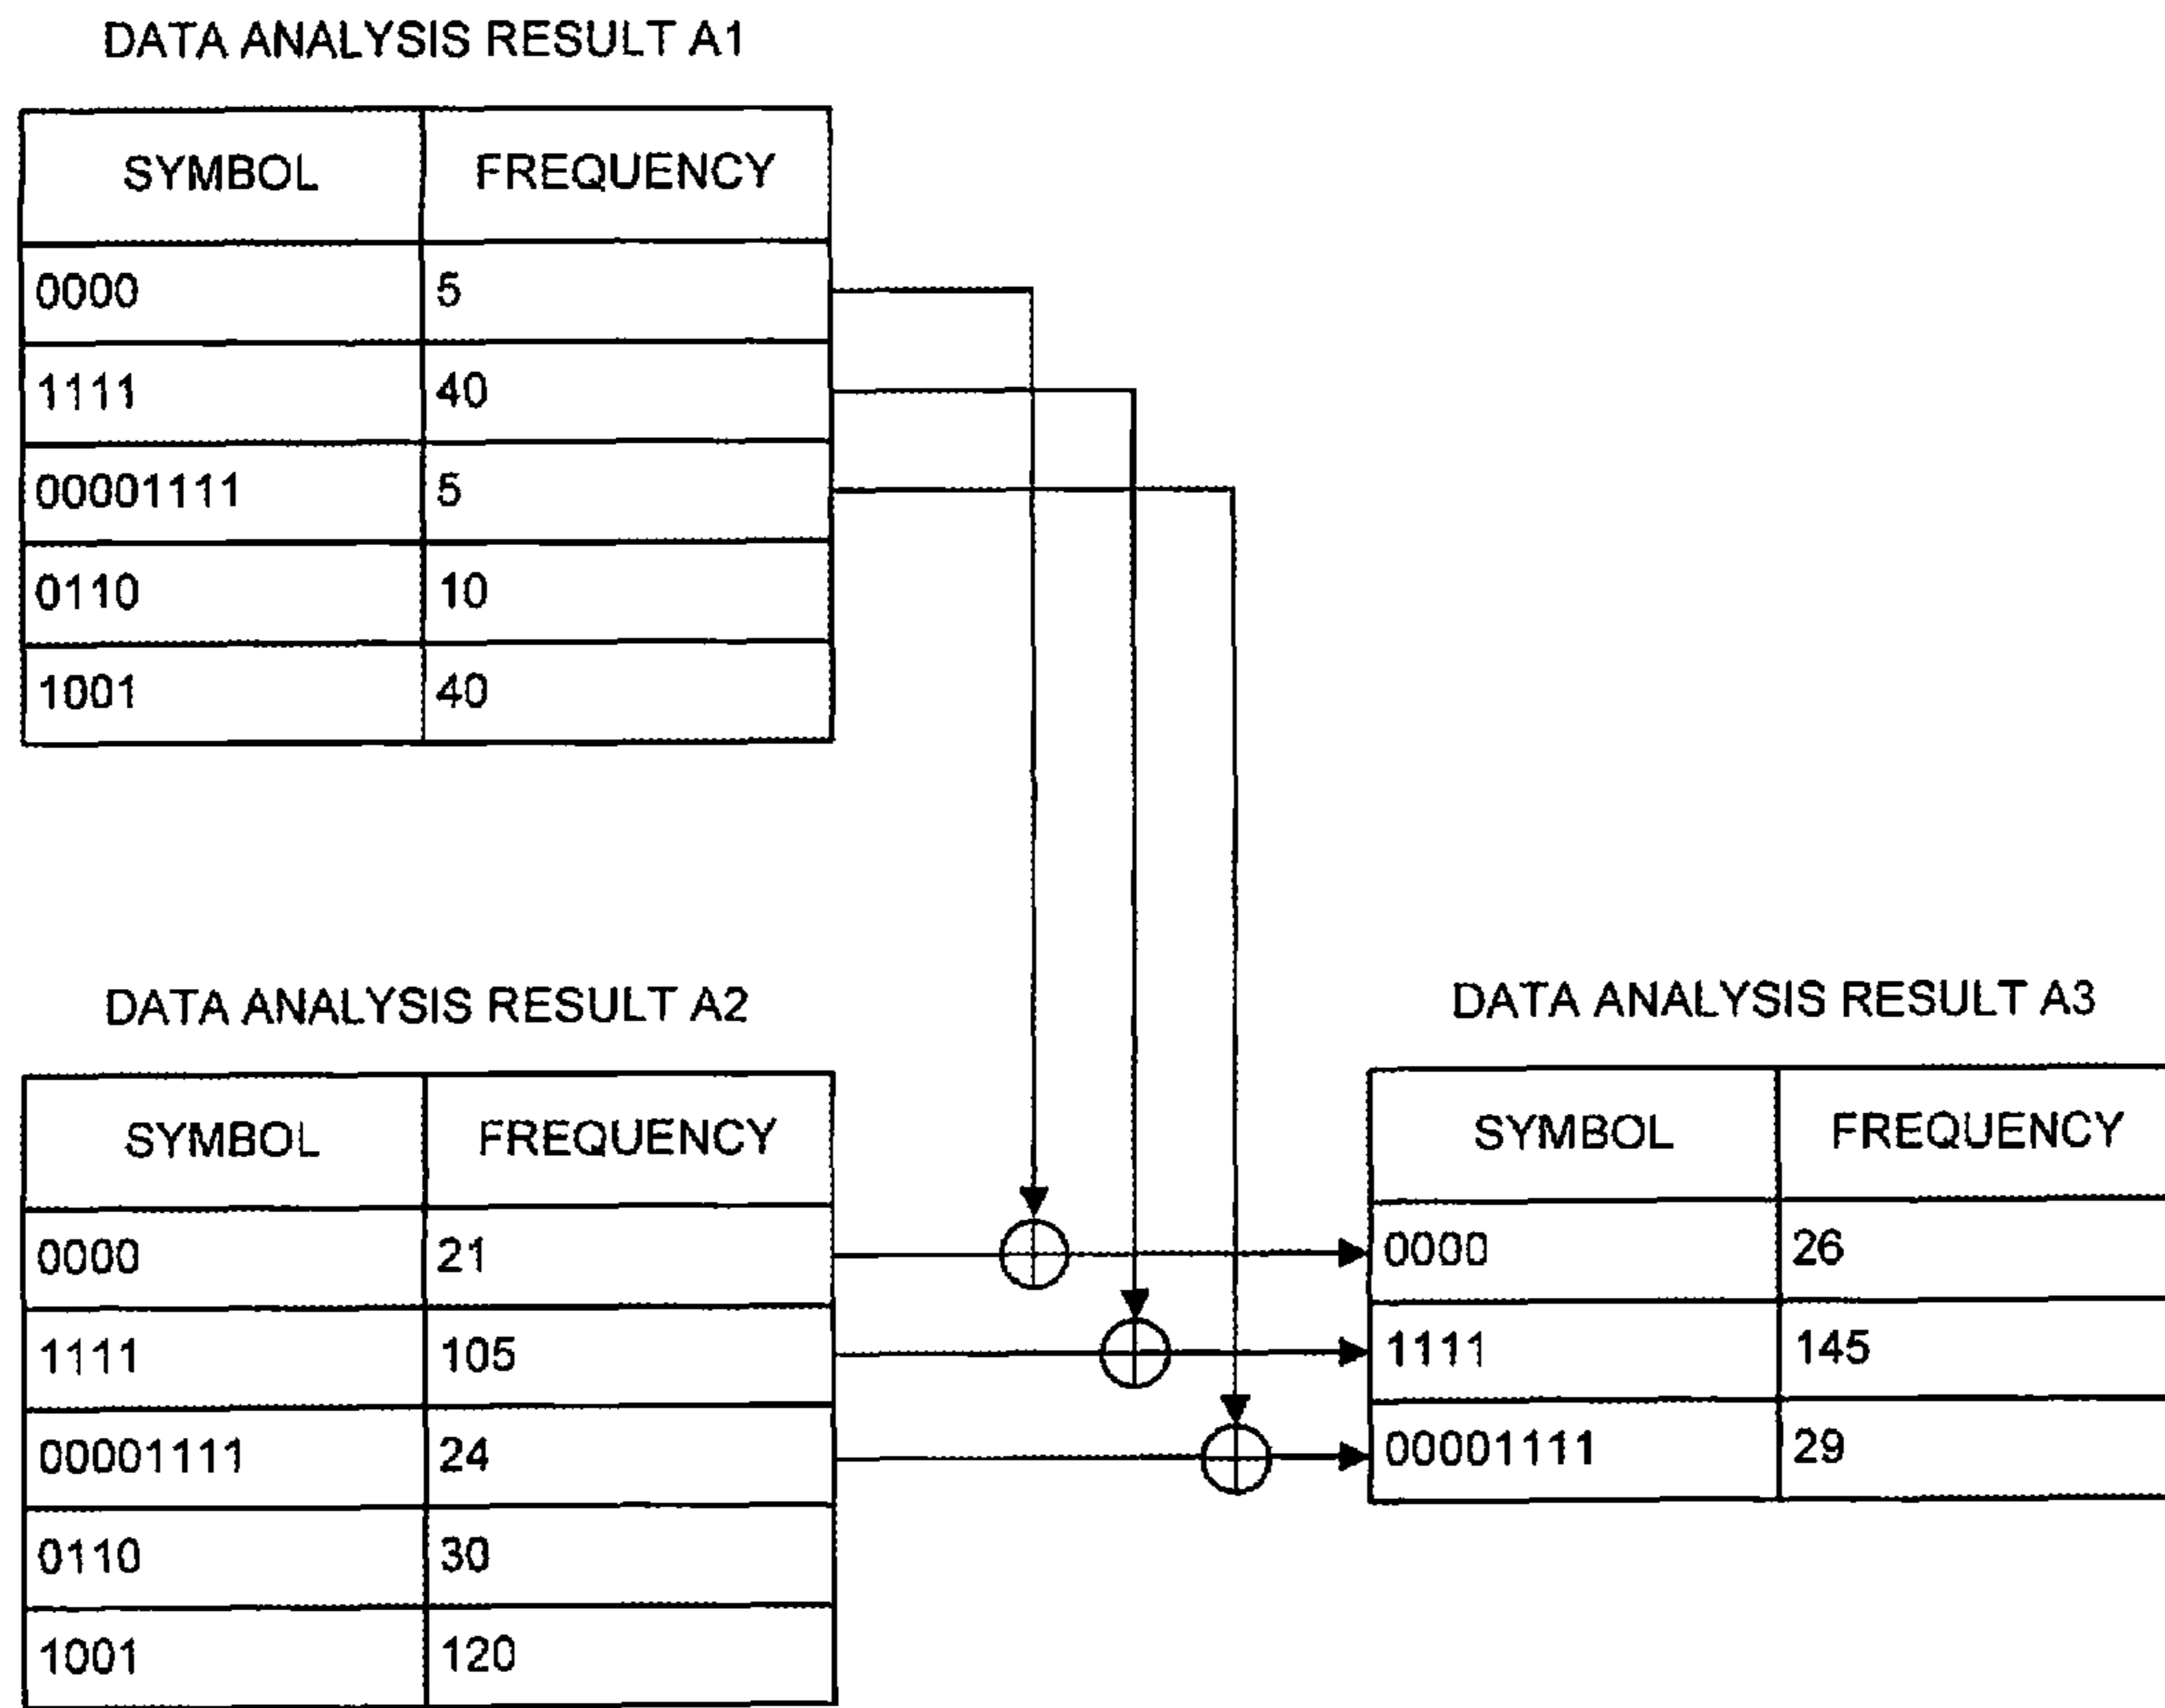 DATA ANALYSIS RESULT A1
SYMBOL FREQUENCY
0000 5
1111 40
00001111 5
0110 10
1001 40
DATA ANALYSIS RESULT A2
SYMBOL FREQUENCY
0000 21
1111 105
00001111 24
0110 30
1001 120
DATA ANALYSIS RESULT A3
SYMBOL FREQUENCY
0000 26
1111 145
00001111 29